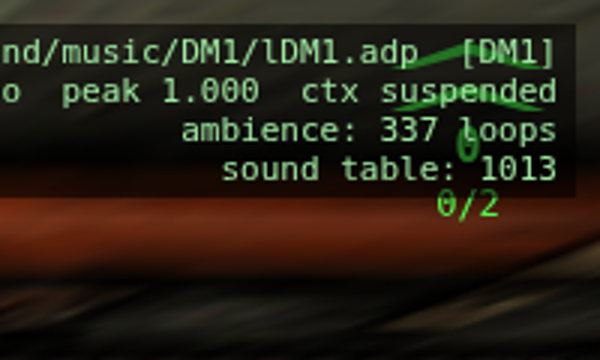 nd/music/DM1/lDM1.adp [DM1]
o peak 1.000 ctx suspended
ambience: 337 loops
0
sound table: 1013
0/2